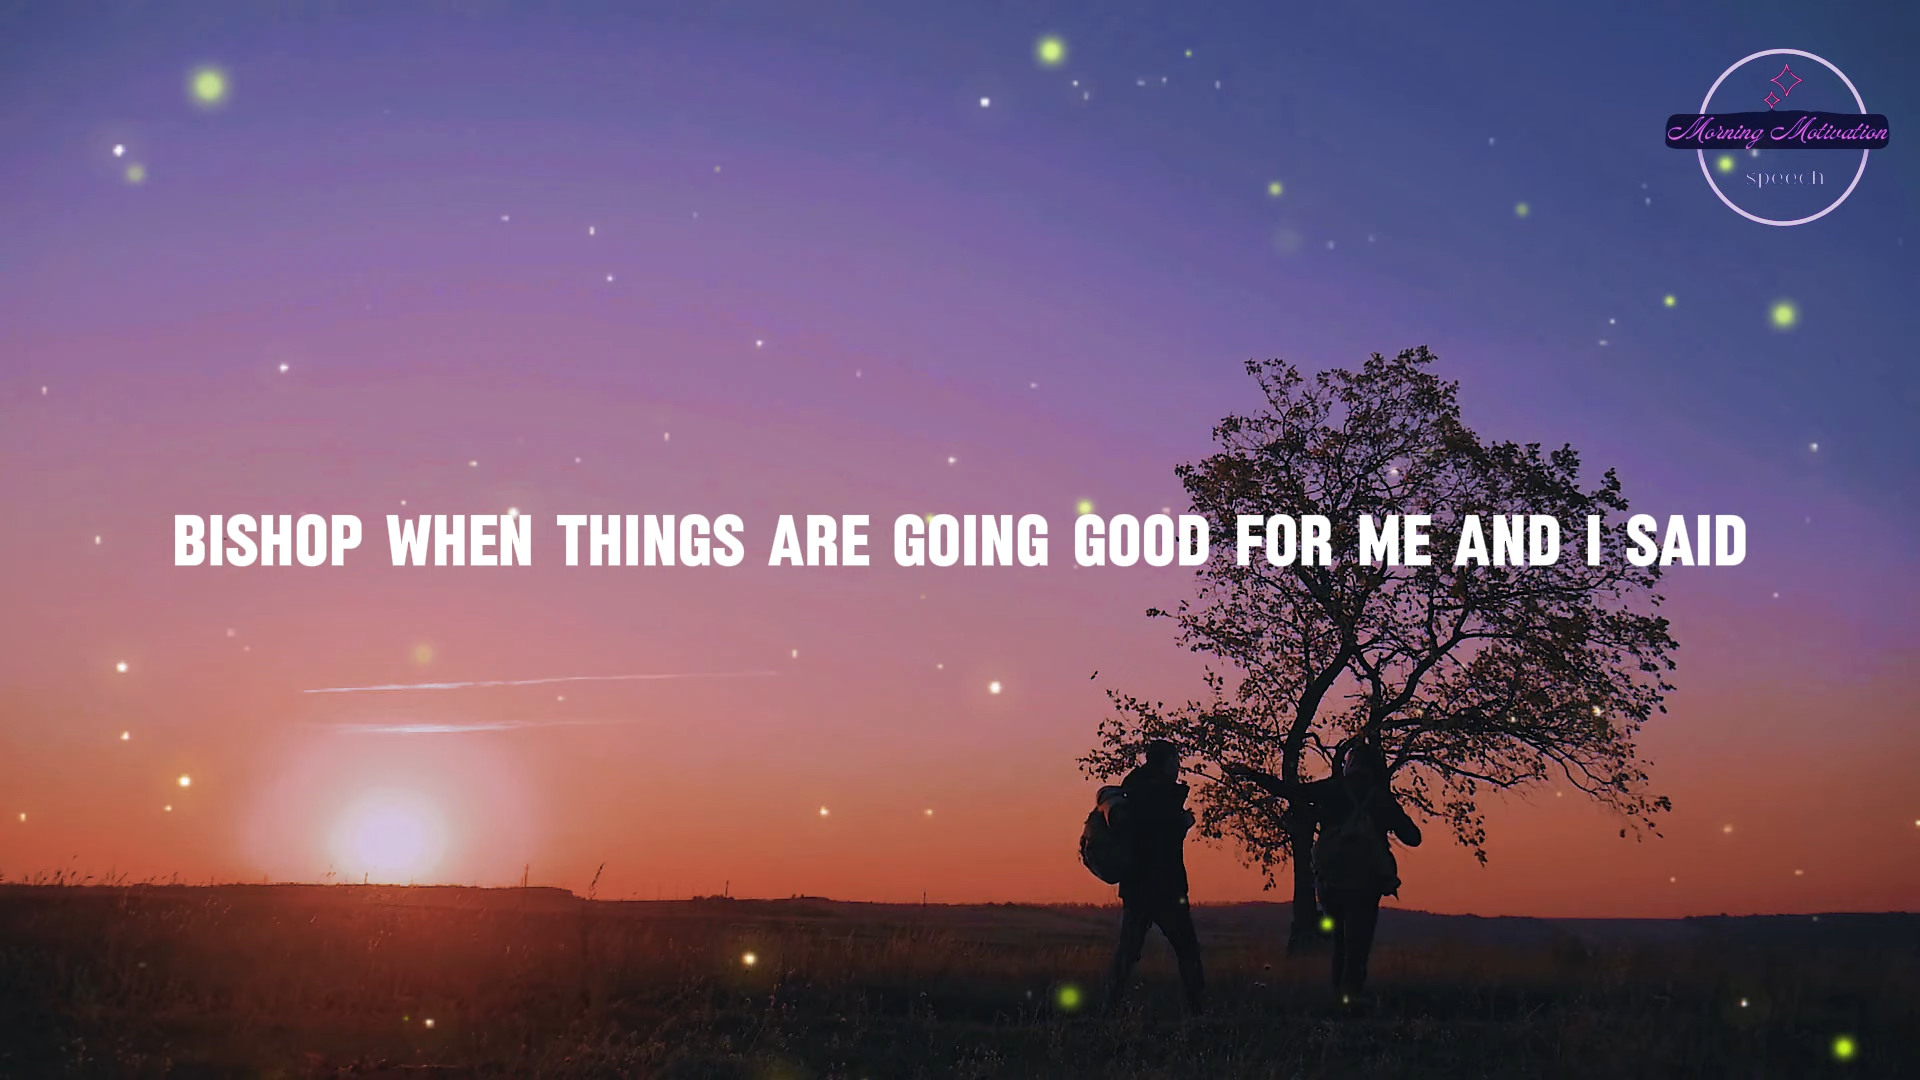 Morning Motivation
speech
BISHOP WHEN THINGS ARE GOING GOOD FOR ME AND I SAID